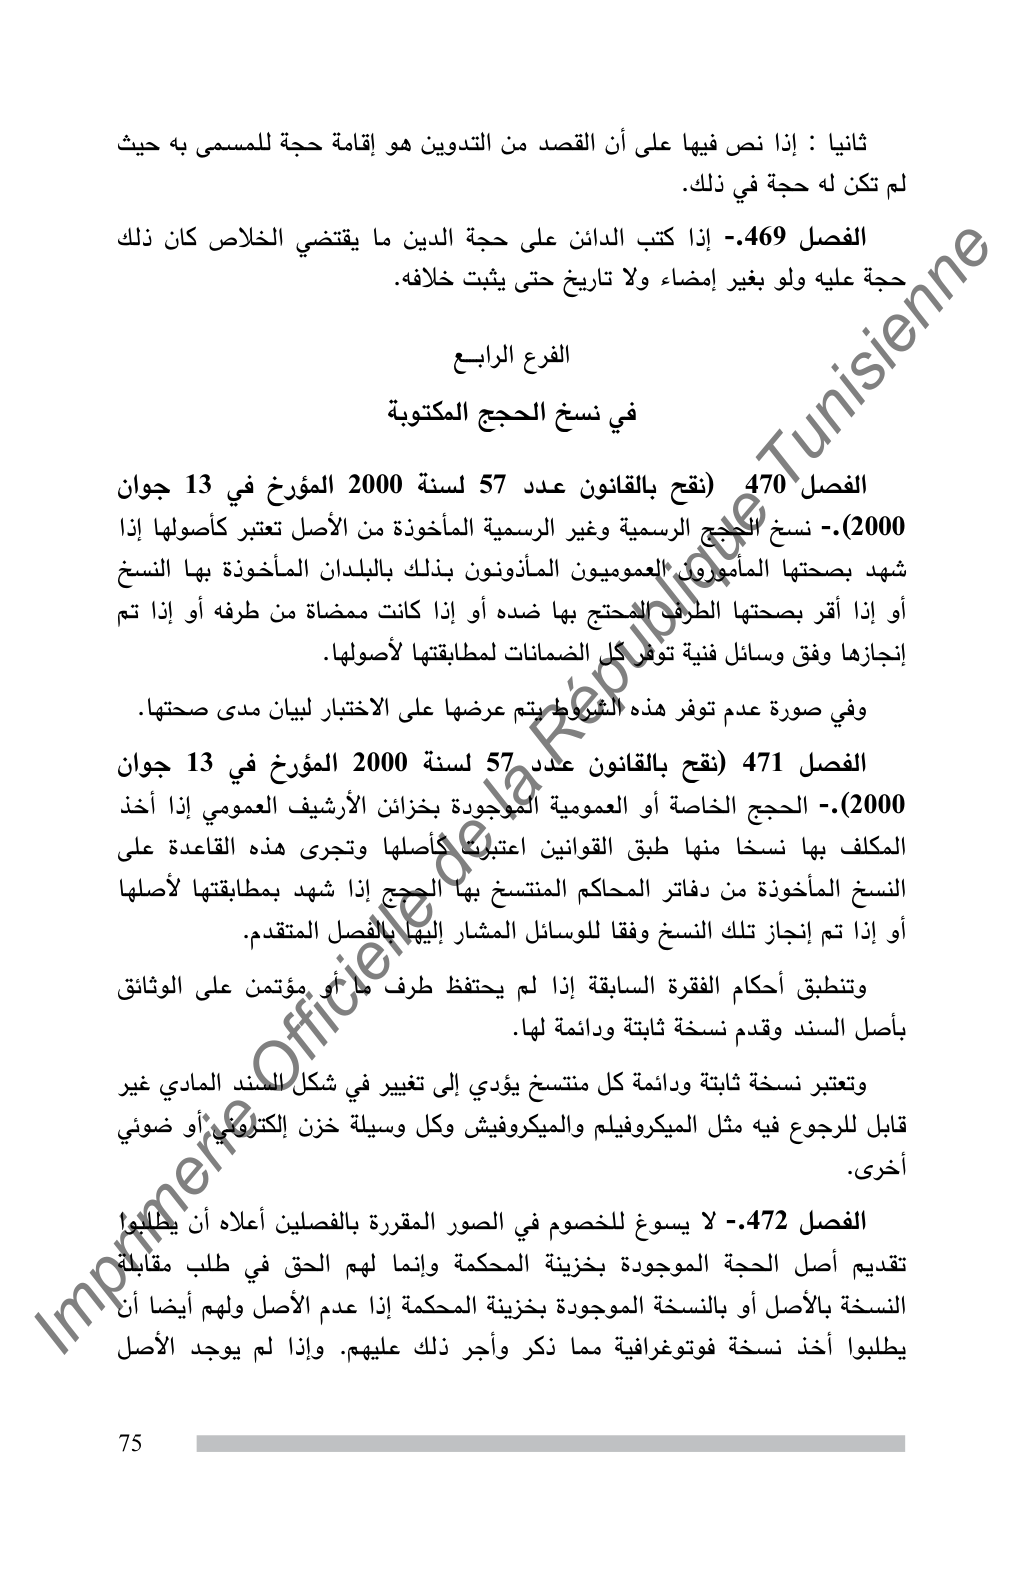 ثانيا : إذا نص فيها على أن القصد من التدوين هو إقامة حجة للمسمى به حيث
لم تكن له حجة في ذلك.
الفصل 469.- إذا كتب الدائن على حجة الدين ما يقتضي الخلاص كان ذلك
حجة عليه ولو بغير إمضاء ولا تاريخ حتى يثبت خلافه.
الفرع الرابـع
في نسخ الحجج المكتوبة
الفصل 470 (نقح بالقانون عـدد 57 لسنة 2000 المؤرخ في 13 جوان
2000).- نسخ الحجج الرسمية وغير الرسمية المأخوذة من الأصل تعتبر كأصولها إذا
شهد بصحتها المأمورون العموميون المأذونون بذلك بالبلدان المأخوذة بها النسخ
أو إذا أقر بصحتها الطرف المحتج بها ضده أو إذا كانت ممضاة من طرفه أو إذا تم
إنجازها وفق وسائل فنية توفر كل الضمانات لمطابقتها لأصولها.
وفي صورة عدم توفر هذه الشروط يتم عرضها على الاختبار لبيان مدى صحتها.
الفصل 471 (نقح بالقانون عـدد 57 لسنة 2000 المؤرخ في 13 جوان
2000).- الحجج الخاصة أو العمومية الموجودة بخزائن الأرشيف العمومي إذا أخذ
المكلف بها نسخا منها طبق القوانين اعتبرت كأصلها وتجرى هذه القاعدة على
النسخ المأخوذة من دفاتر المحاكم المنتسخ بها الحجج إذا شهد بمطابقتها لأصلها
أو إذا تم إنجاز تلك النسخ وفقا للوسائل المشار إليها بالفصل المتقدم.
وتنطبق أحكام الفقرة السابقة إذا لم يحتفظ طرف ما أو مؤتمن على الوثائق
بأصل السند وقدم نسخة ثابتة ودائمة لها.
وتعتبر نسخة ثابتة ودائمة كل منتسخ يؤدي إلى تغيير في شكل السند المادي غير
قابل للرجوع فيه مثل الميكروفيلم والميكروفيش وكل وسيلة خزن إلكتروني أو ضوئي
أخرى.
الفصل 472.- لا يسوغ للخصوم في الصور المقررة بالفصلين أعلاه أن يطلبوا
تقديم أصل الحجة الموجودة بخزينة المحكمة وإنما لهم الحق في طلب مقابلة
النسخة بالأصل أو بالنسخة الموجودة بخزينة المحكمة إذا عدم الأصل ولهم أيضا أن
يطلبوا أخذ نسخة فوتوغرافية مما ذكر وأجر ذلك عليهم. وإذا لم يوجد الأصل
75
Imprimerie Officielle de la République Tunisienne